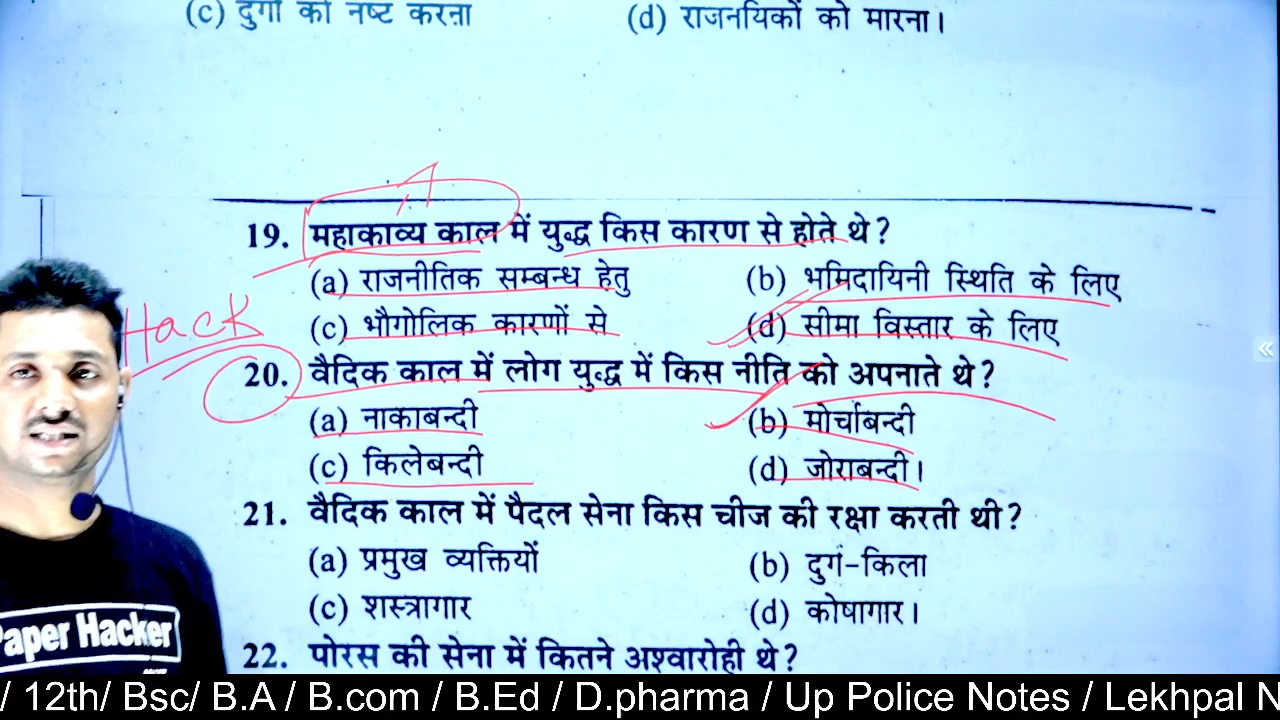 (c) दुर्गों को नष्ट करना (d) राजनयिकों को मारना।
A
19. महाकाव्य काल में युद्ध किस कारण से होते थे?
(a) राजनीतिक सम्बन्ध हेतु (b) भमिदायिनी स्थिति के लिए
(c) भौगोलिक कारणों से (d) सीमा विस्तार के लिए
Hack
20. वैदिक काल में लोग युद्ध में किस नीति को अपनाते थे?
(a) नाकाबन्दी (b) मोर्चाबन्दी
(c) किलेबन्दी (d) जोराबन्दी।
21. वैदिक काल में पैदल सेना किस चीज की रक्षा करती थी?
(a) प्रमुख व्यक्तियों (b) दुर्ग-किला
(c) शस्त्रागार (d) कोषागार।
22. पोरस की सेना में कितने अश्वारोही थे?
Paper Hacker
/ 12th/ Bsc/ B.A / B.com / B.Ed / D.pharma / Up Police Notes / Lekhpal N